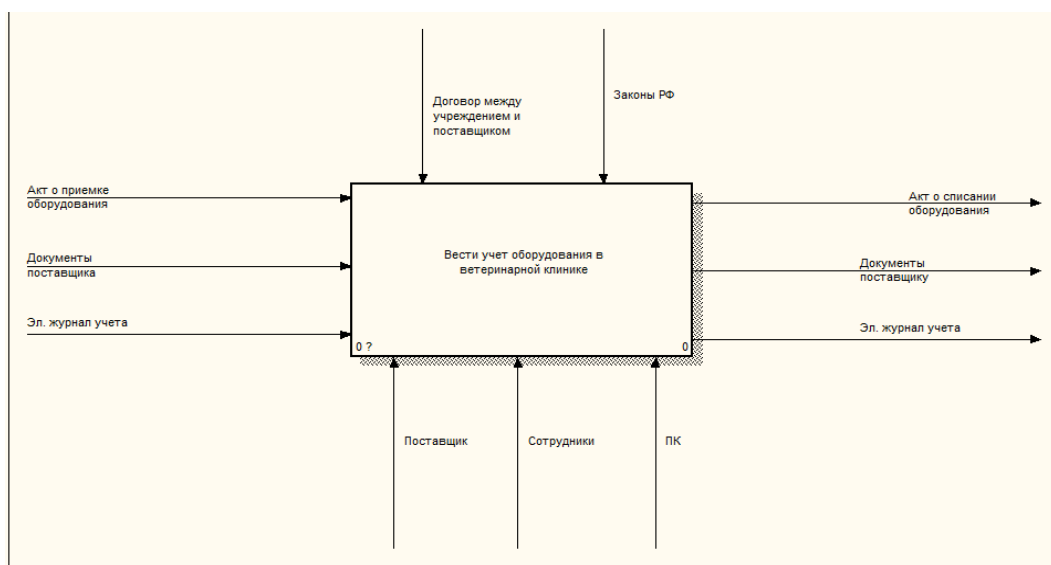 Договор между
учреждением и
поставщиком
Законы РФ
Акт о приемке
оборудования
Документы
поставщика
Эл. журнал учета
Вести учет оборудования в
ветеринарной клинике
0 ?
0
Акт о списании
оборудования
Документы
поставщику
Эл. журнал учета
Поставщик
Сотрудники
ПК